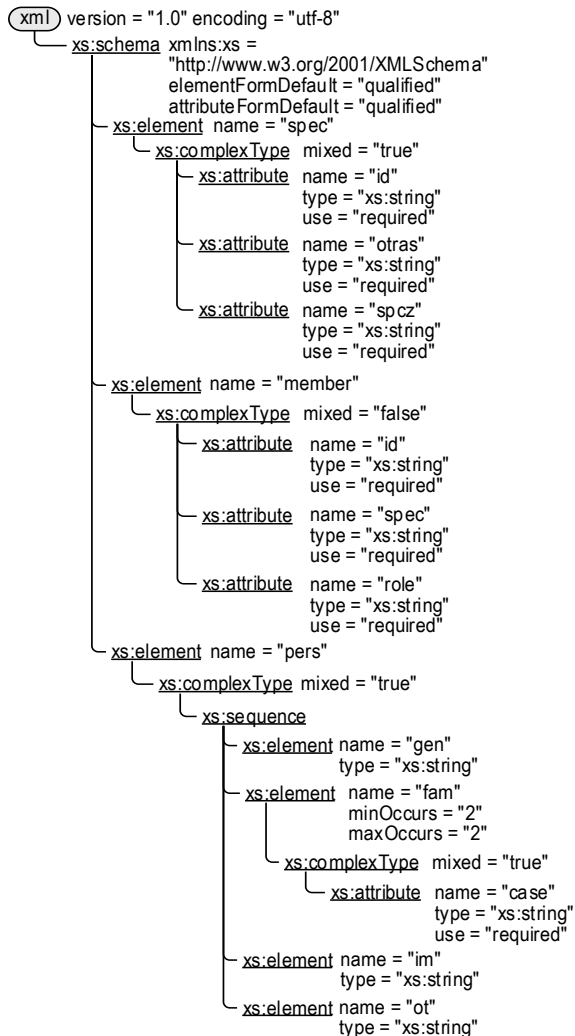 xml version = "1.0" encoding = "utf-8"
xs:schema xmlns:xs =
"http://www.w3.org/2001/XMLSchema"
elementFormDefault = "qualified"
attributeFormDefault = "qualified"
xs:element name = "spec"
xs:complexType mixed = "true"
xs:attribute name = "id"
type = "xs:string"
use = "required"
xs:attribute name = "otras"
type = "xs:string"
use = "required"
xs:attribute name = "spcz"
type = "xs:string"
use = "required"
xs:element name = "member"
xs:complexType mixed = "false"
xs:attribute name = "id"
type = "xs:string"
use = "required"
xs:attribute name = "spec"
type = "xs:string"
use = "required"
xs:attribute name = "role"
type = "xs:string"
use = "required"
xs:element name = "pers"
xs:complexType mixed = "true"
xs:sequence
xs:element name = "gen"
type = "xs:string"
xs:element name = "fam"
minOccurs = "2"
maxOccurs = "2"
xs:complexType mixed = "true"
xs:attribute name = "case"
type = "xs:string"
use = "required"
xs:element name = "im"
type = "xs:string"
xs:element name = "ot"
type = "xs:string"